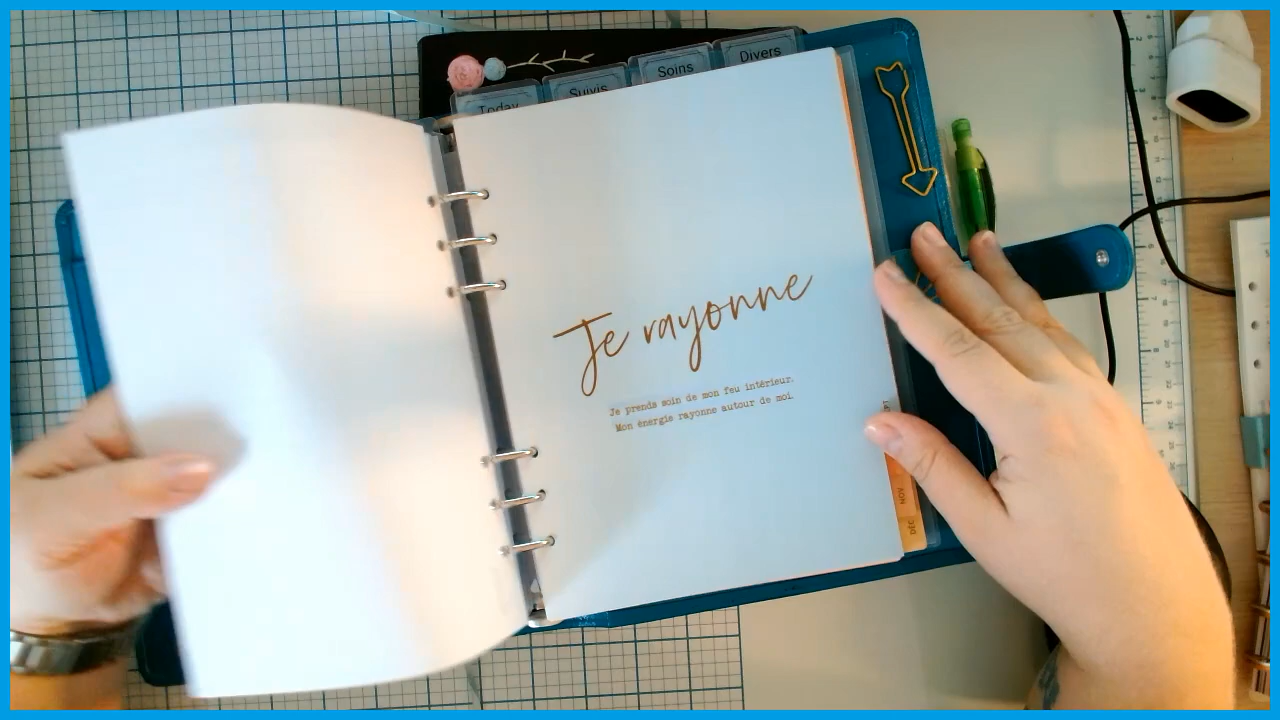 Divers
Soins
Suivis
Today
Je rayonne
Je prends soin de mon feu intérieur.
Mon énergie rayonne autour de moi.
NOV
DÉC